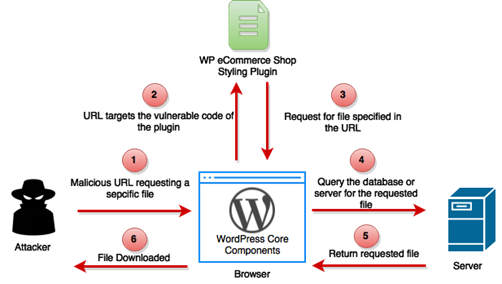 WP eCommerce Shop
Styling Plugin
2
URL targets the vulnerable code of
the plugin
3
Request for file specified in
the URL
1
Malicious URL requesting a
sepcific file
4
Query the database or
server for the requested
file
WordPress Core
Components
Browser
Attacker
6
File Downloaded
5
Return requested file
Server